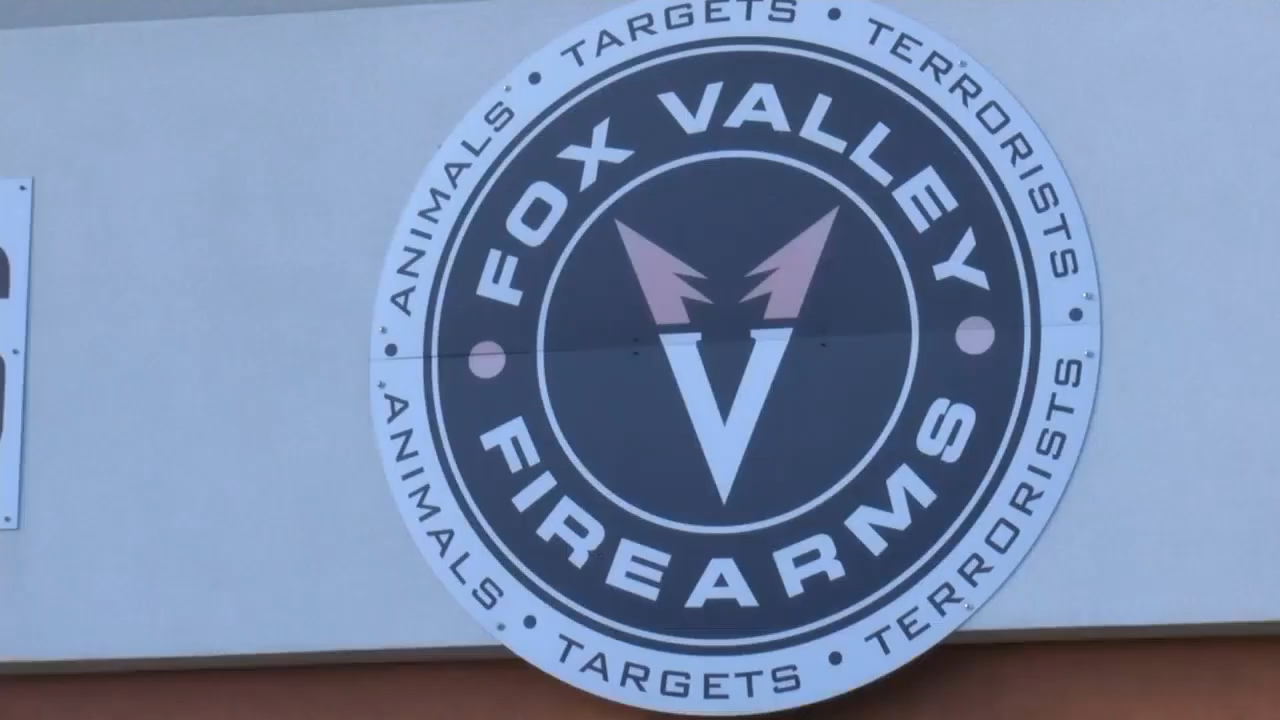 ANIMALS • TARGETS • TERRORISTS •
FOX VALLEY
V
• FIREARMS •
• ANIMALS • TARGETS • TERRORISTS